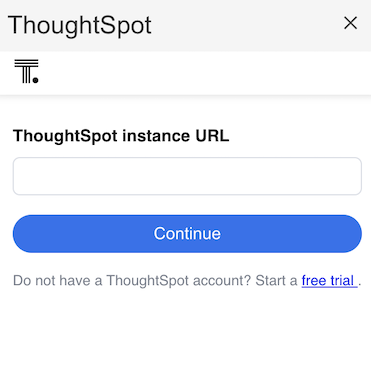 ThoughtSpot
ThoughtSpot instance URL
Continue
Do not have a ThoughtSpot account? Start a free trial .